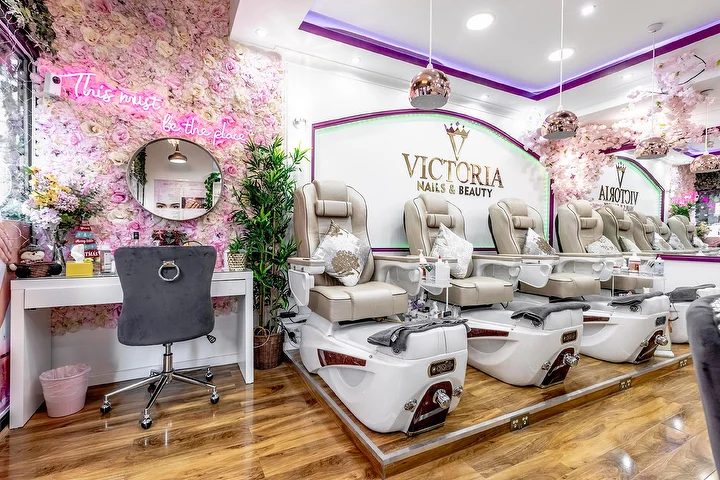 This must
be the place
VICTORIA
NAILS & BEAUTY
VICTORIA